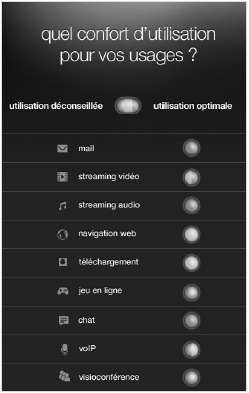 quel confort d'utilisation
pour vos usages ?
utilisation déconseillée utilisation optimale
mail
streaming vidéo
streaming audio
navigation web
téléchargement
jeu en ligne
chat
voIP
visioconférence